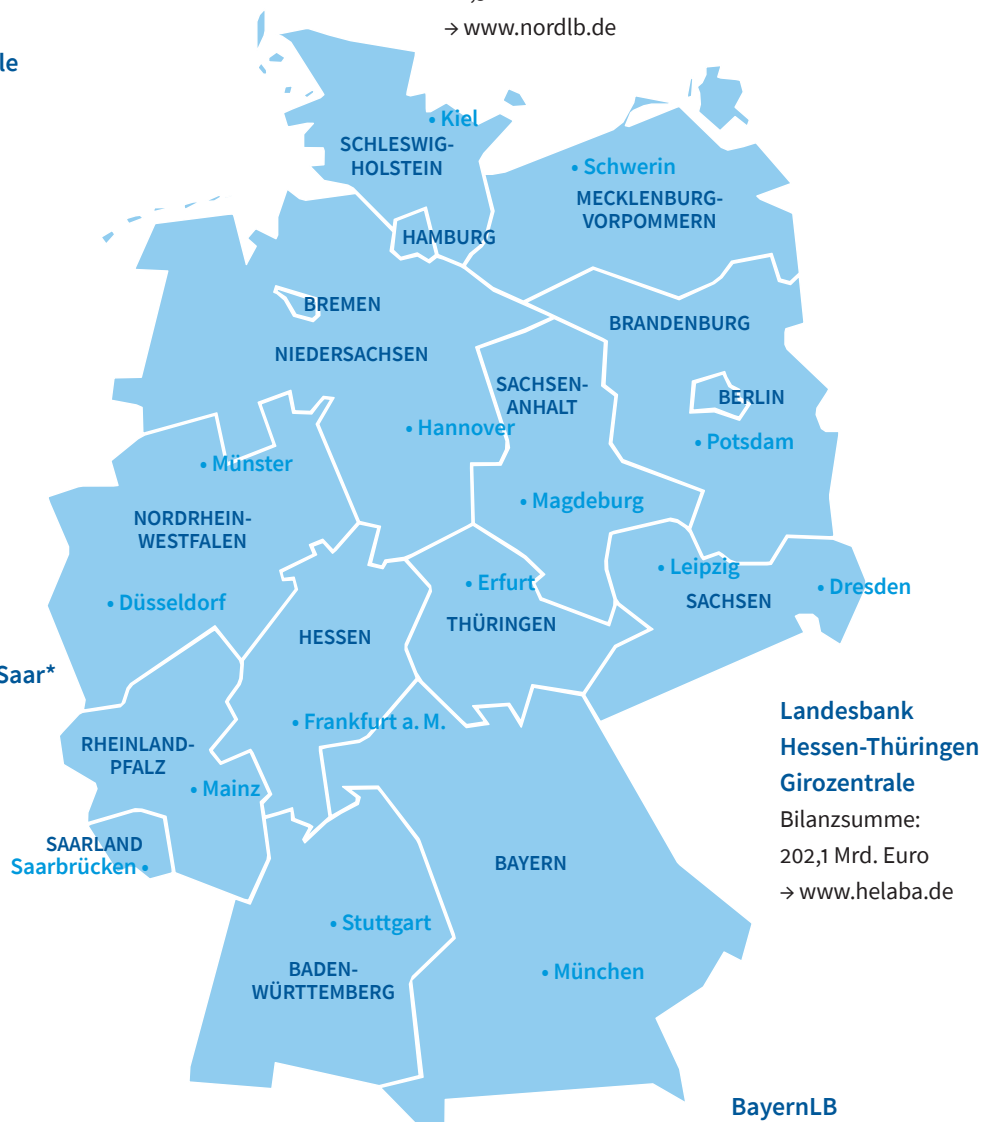 → www.nordlb.de
le
• Kiel
SCHLESWIG-
HOLSTEIN
• Schwerin
MECKLENBURG-
VORPOMMERN
HAMBURG
BREMEN
BRANDENBURG
NIEDERSACHSEN
SACHSEN-
ANHALT
BERLIN
• Hannover
• Potsdam
• Münster
• Magdeburg
NORDRHEIN-
WESTFALEN
• Leipzig
• Erfurt
• Dresden
• Düsseldorf
SACHSEN
THÜRINGEN
HESSEN
Saar*
• Frankfurt a. M.
RHEINLAND-
PFALZ
• Mainz
SAARLAND
Saarbrücken •
Landesbank
Hessen-Thüringen
Girozentrale
Bilanzsumme:
202,1 Mrd. Euro
→ www.helaba.de
BAYERN
• Stuttgart
BADEN-
WÜRTTEMBERG
• München
BayernLB